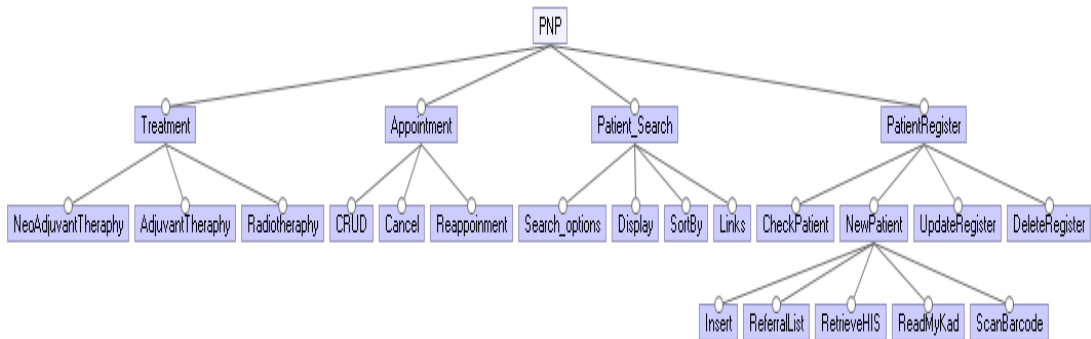 PNP
Treatment
Appointment
Patient_Search
PatientRegister
NeoAdjuvantTheraphy
AdjuvantTheraphy
Radiotheraphy
CRUD
Cancel
Reappoinment
Search_options
Display
SortBy
Links
CheckPatient
NewPatient
UpdateRegister
DeleteRegister
Insert
ReferralList
RetrieveHIS
ReadMyKad
ScanBarcode